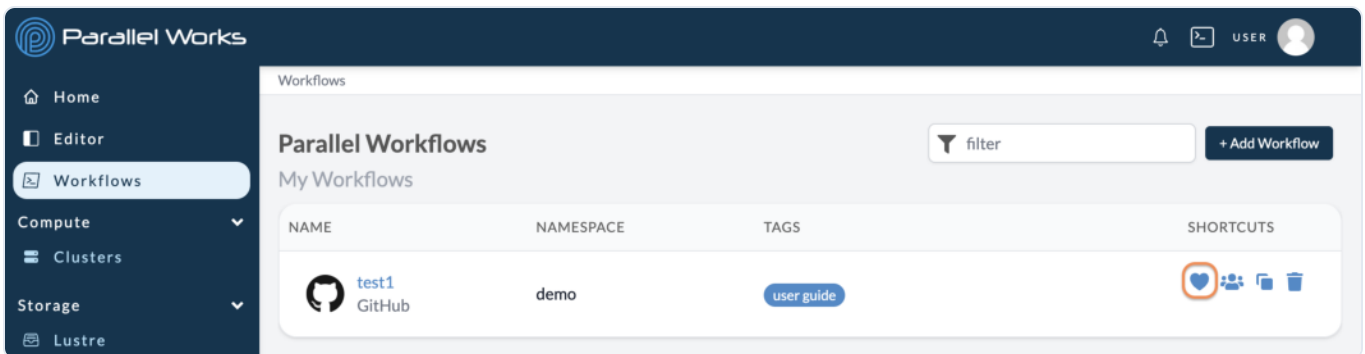 Parallel Works
USER
Home
Editor
Workflows
Compute
Clusters
Storage
Lustre
Workflows
Parallel Workflows
filter
+ Add Workflow
My Workflows
NAME NAMESPACE TAGS SHORTCUTS
test1
GitHub
demo
user guide